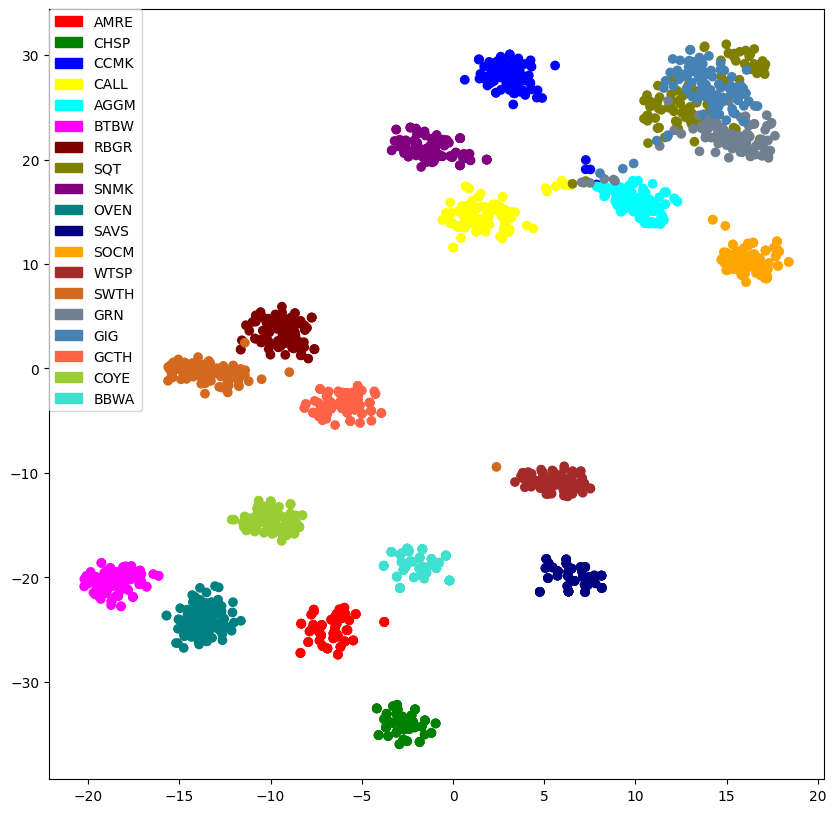 AMRE
CHSP
CCMK
CALL
AGGM
BTBW
RBGR
SQT
SNMK
OVEN
SAVS
SOCM
WTSP
SWTH
GRN
GIG
GCTH
COYE
BBWA
30
20
10
0
−10
−20
−30
−20 −15 −10 −5 0 5 10 15 20